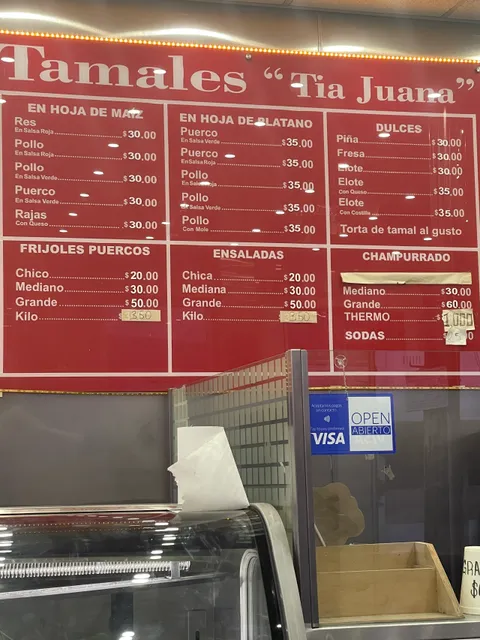 Tamales "Tia Juana"
EN HOJA DE MAIZ
Res
En Salsa Roja $30.00
Pollo
En Salsa Roja $30.00
Pollo
En Salsa Verde $30.00
Puerco
En Salsa Verde $30.00
Rajas
Con Queso $30.00
EN HOJA DE PLATANO
Puerco
En Salsa Verde $35.00
Puerco
En Salsa Roja $35.00
Pollo
En Salsa Roja $35.00
Pollo
En Salsa Verde $35.00
Pollo
Con Mole $35.00
DULCES
Piña $30.00
Fresa $30.00
Elote $30.00
Elote
Con Queso $35.00
Elote
Con Costilla $35.00
Torta de tamal al gusto
FRIJOLES PUERCOS
Chico $20.00
Mediano $30.00
Grande $50.00
Kilo
ENSALADAS
Chica $20.00
Mediana $30.00
Grande $50.00
Kilo
CHAMPURRADO
Mediano $30.00
Grande $60.00
THERMO
SODAS
VISA
OPEN
ABIERTO
GRA